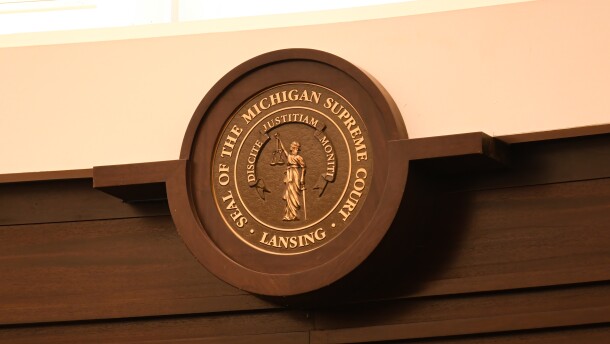 SEAL OF THE MICHIGAN SUPREME COURT
· LANSING ·
DISCITE JUSTITIAM MONITI